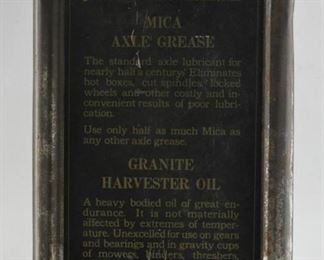 MICA
AXLE GREASE
The standard axle lubricant for
nearly half a century. Eliminates
hot boxes, cut spindles, locked
wheels and other costly and in-
convenient results of poor lubri-
cation.
Use only half as much Mica as
any other axle grease.
GRANITE
HARVESTER OIL
A heavy bodied oil of great en-
durance. It is not materially
affected by extremes of temper-
ature. Unexcelled for use on gears
and bearings and in gravity cups
of mowers, binders, threshers,